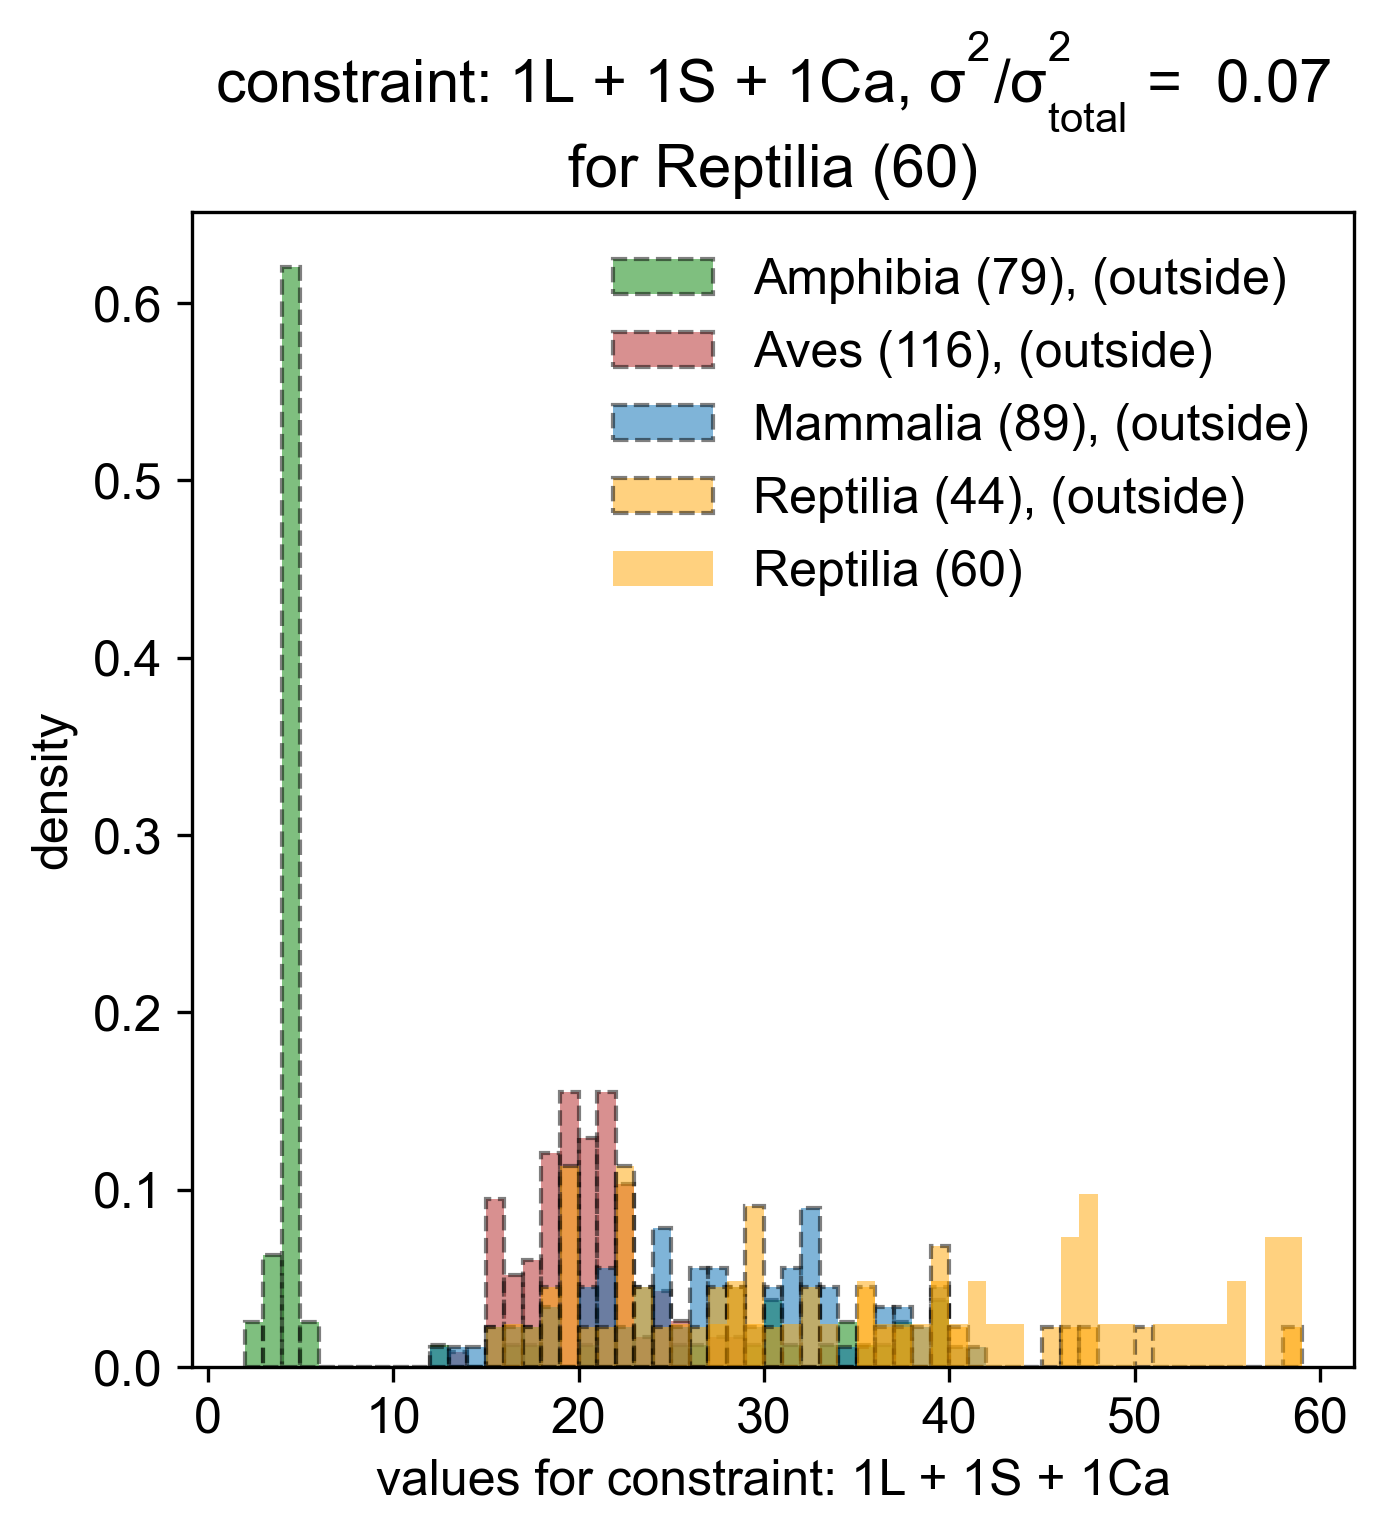 constraint: 1L + 1S + 1Ca, σ²/σ²total = 0.07
for Reptilia (60)
Amphibia (79), (outside)
Aves (116), (outside)
Mammalia (89), (outside)
Reptilia (44), (outside)
Reptilia (60)
density
0.6
0.5
0.4
0.3
0.2
0.1
0.0
0 10 20 30 40 50 60
values for constraint: 1L + 1S + 1Ca